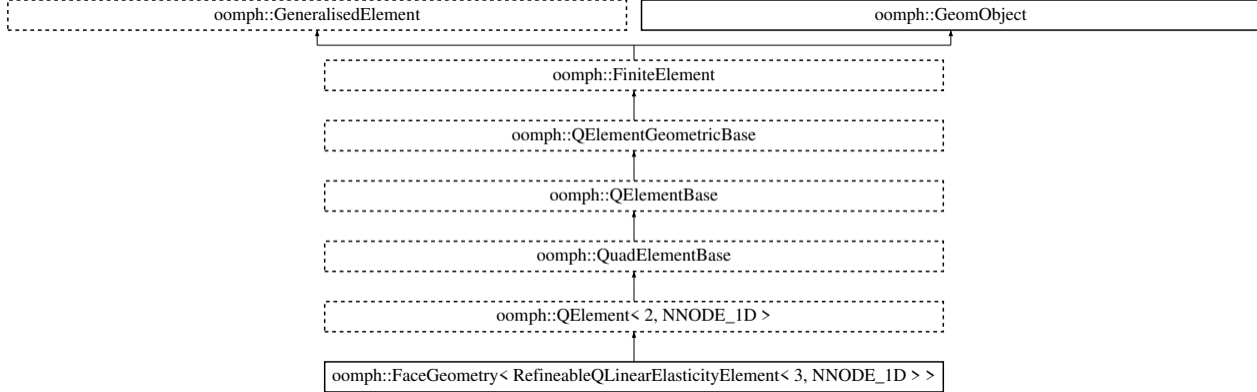 oomph::GeneralisedElement
oomph::GeomObject
oomph::FiniteElement
oomph::QElementGeometricBase
oomph::QElementBase
oomph::QuadElementBase
oomph::QElement< 2, NNODE_1D >
oomph::FaceGeometry< RefineableQLinearElasticityElement< 3, NNODE_1D > >